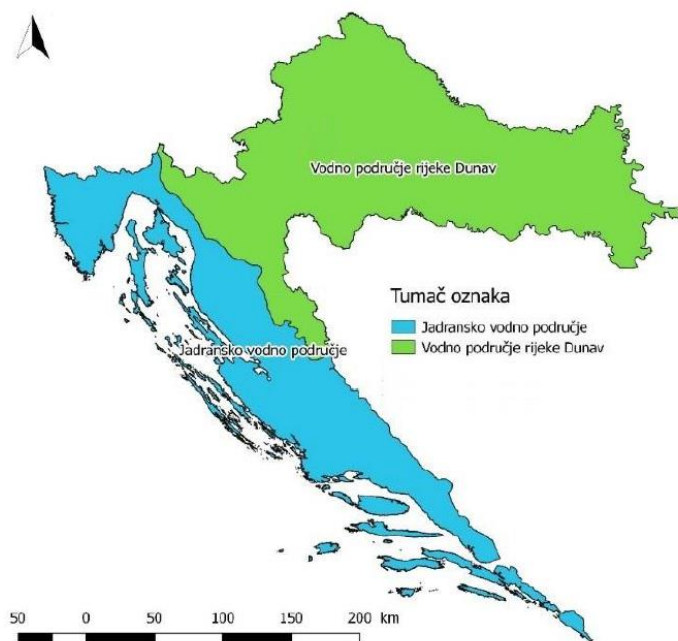 Vodno područje rijeke Dunav
Tumač oznaka
Jadransko vodno područje
Vodno područje rijeke Dunav
Jadransko vodno područje
50 0 50 100 150 200 km